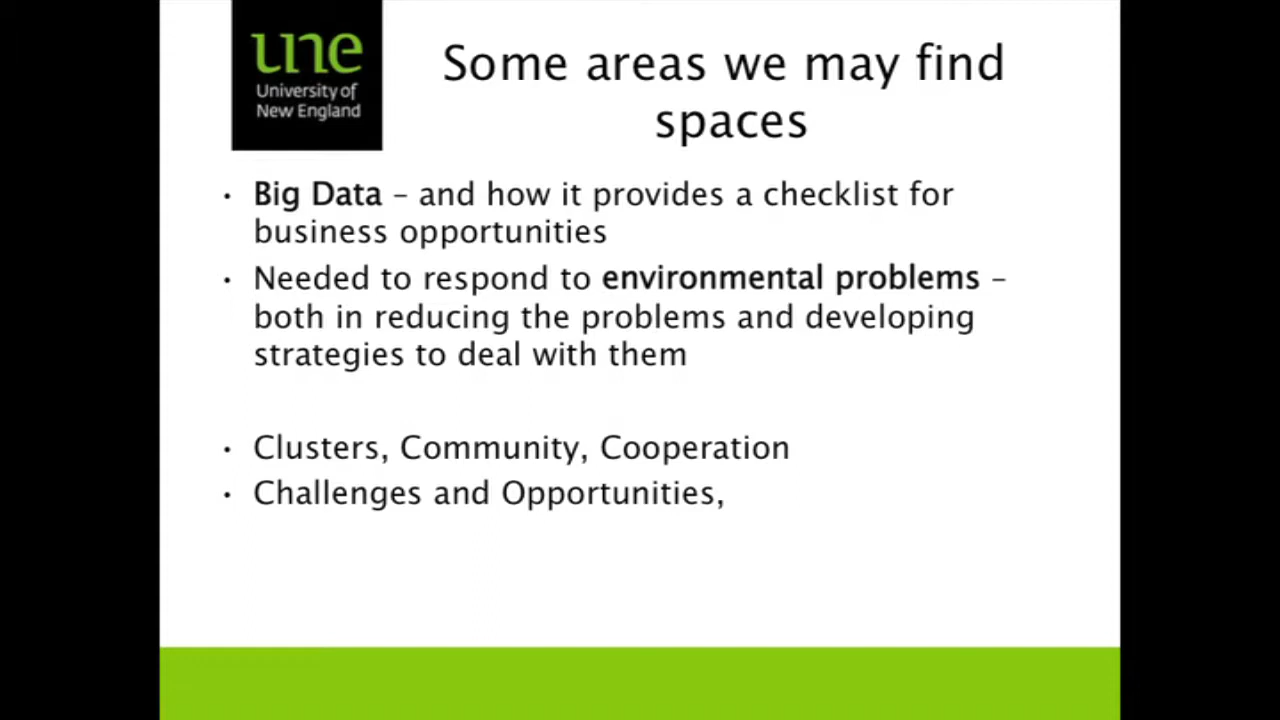 une
University of
New England
Some areas we may find
spaces
• Big Data – and how it provides a checklist for
business opportunities
• Needed to respond to environmental problems –
both in reducing the problems and developing
strategies to deal with them
• Clusters, Community, Cooperation
• Challenges and Opportunities,